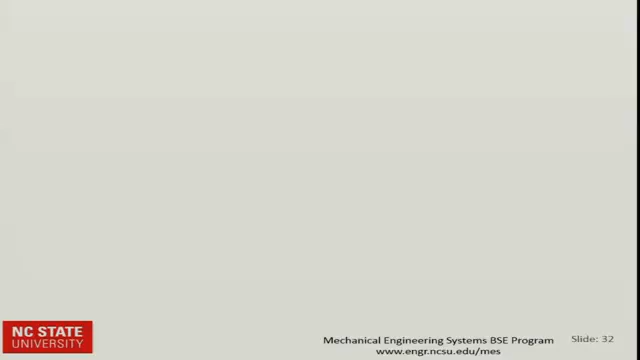 NC STATE
UNIVERSITY
Mechanical Engineering Systems BSE Program
www.engr.ncsu.edu/mes
Slide: 32